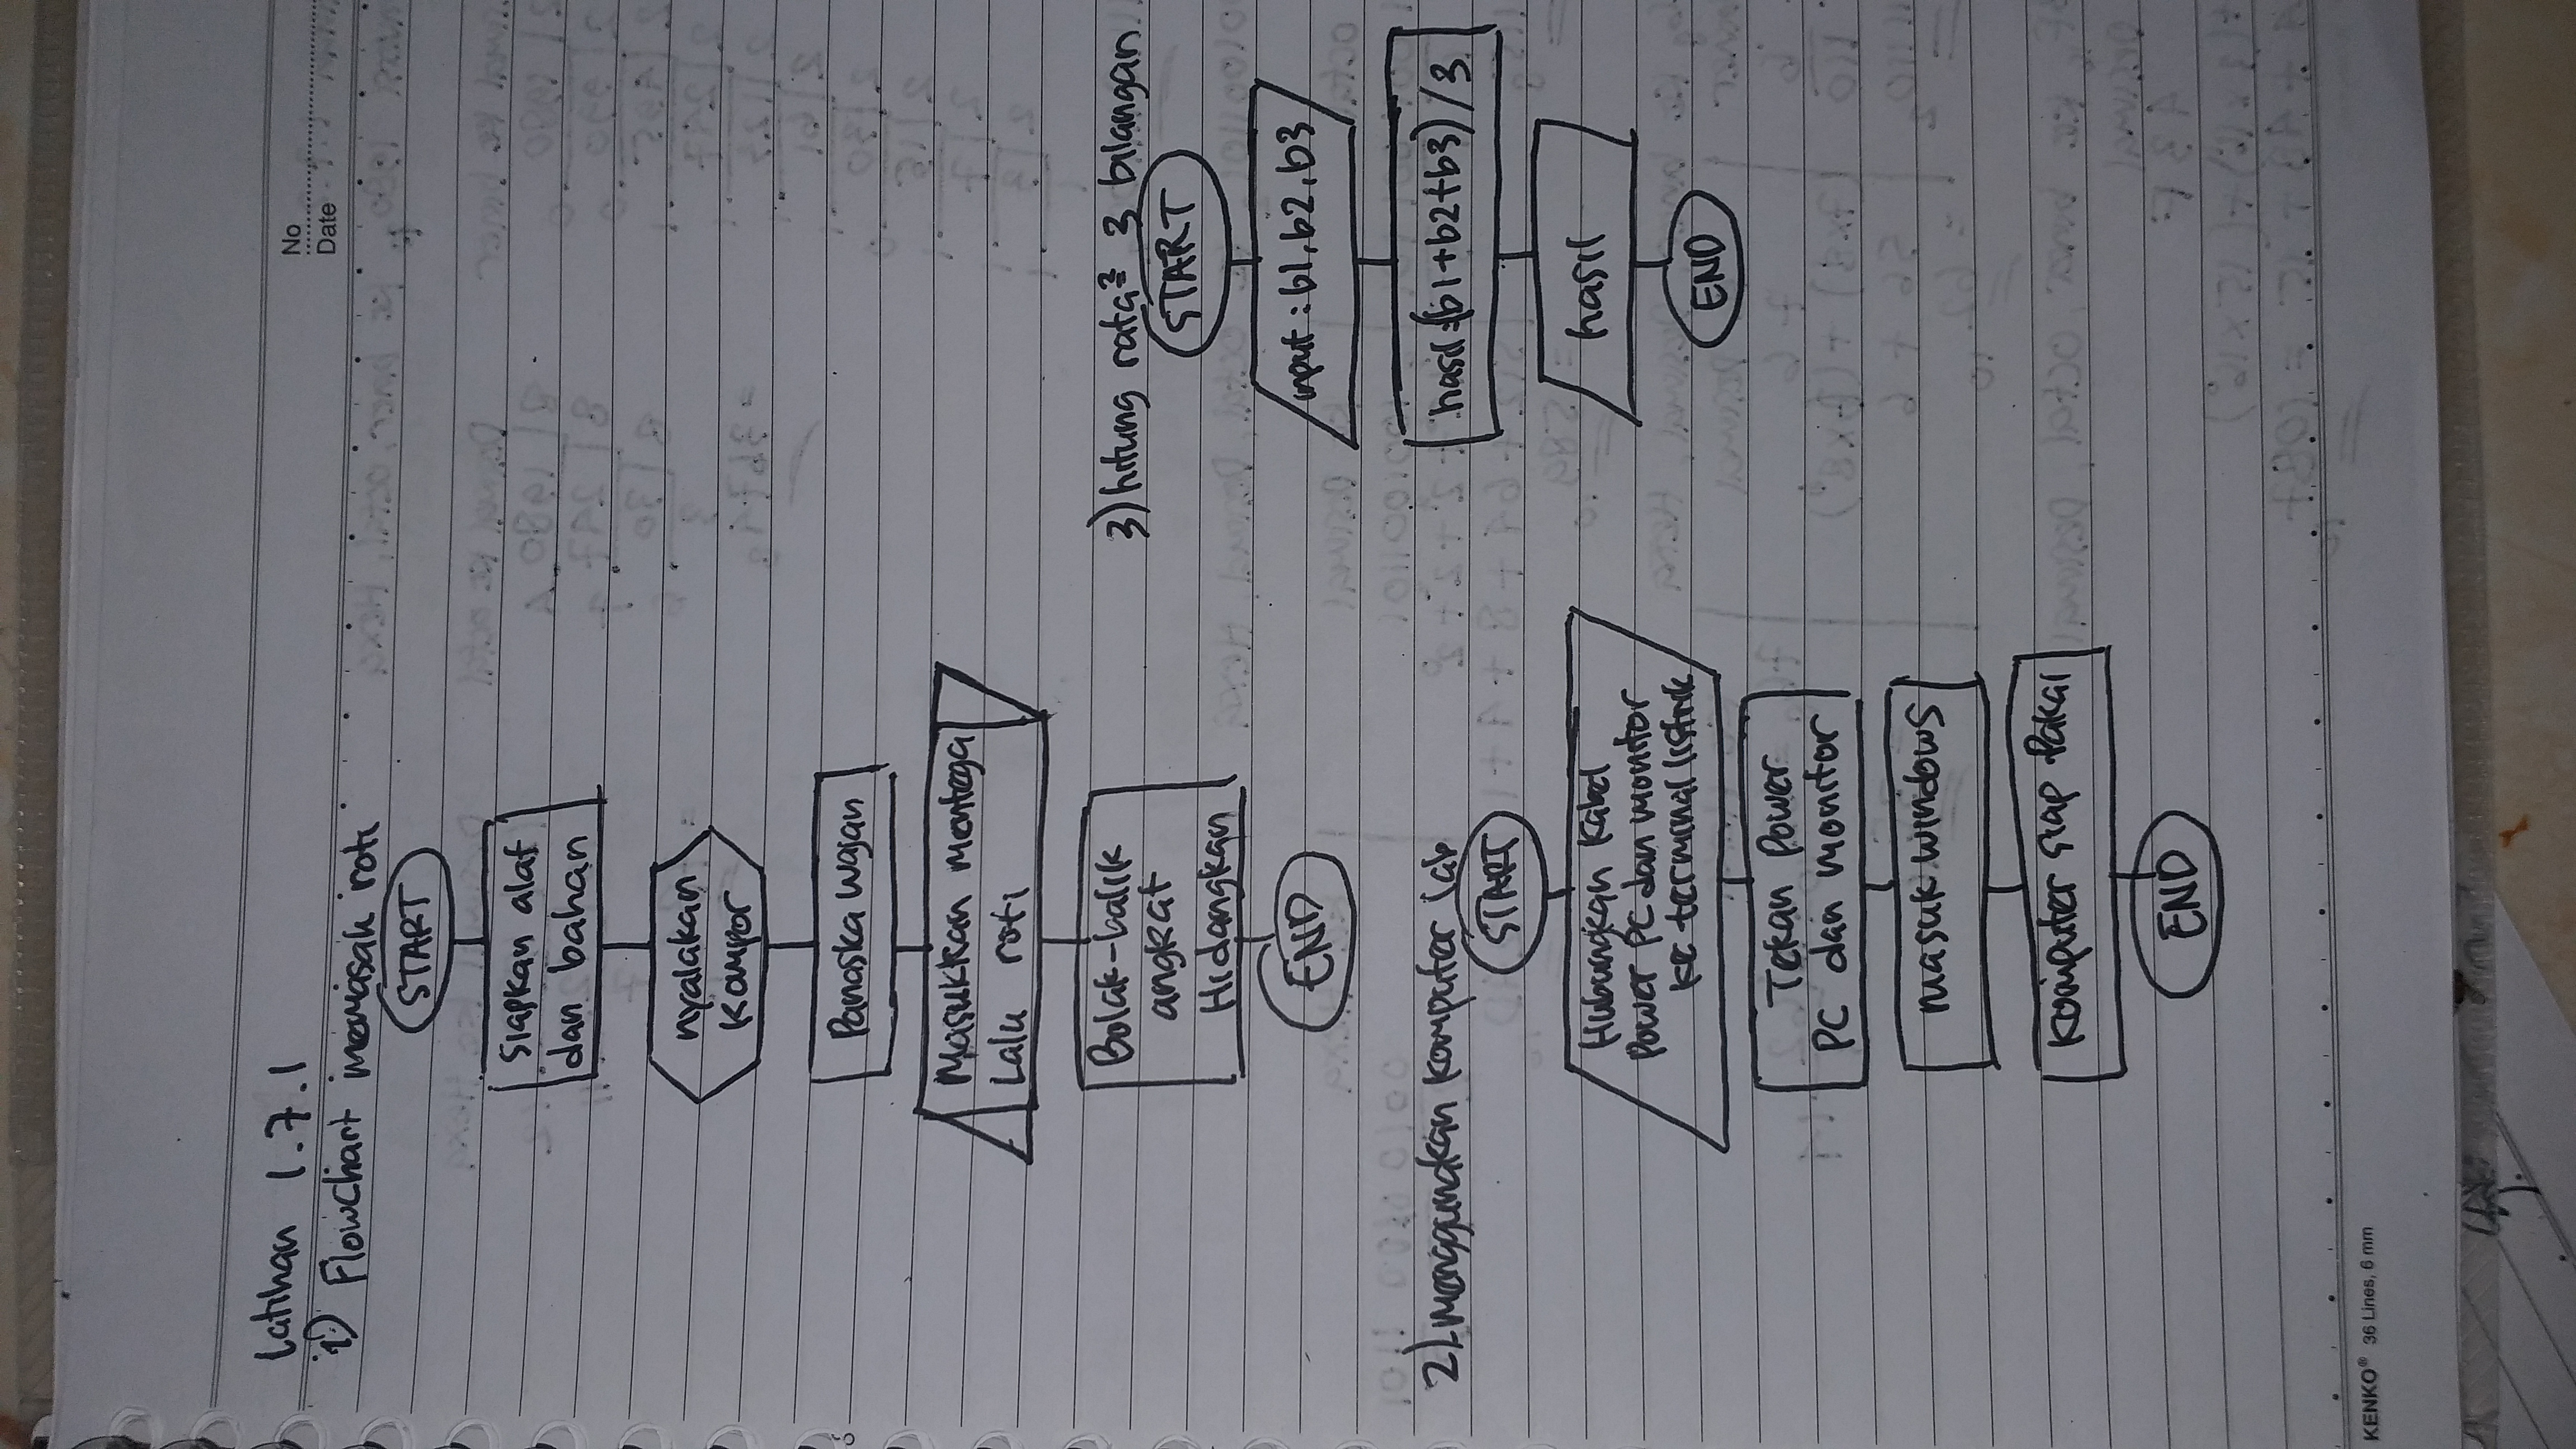 Latihan 1.7.1
No
Date
1) Flowchart memasak roti
START
Siapkan alat
dan bahan
nyalakan
Kompor
Panaska wajan
Masukkan mentega
Lalu roti
Bolak-balik
angkat
Hidangkan
END
2) menggunakan komputer lab
START
Hubungkan Kabel
Power PC dan monitor
ke terminal listrik
Tekan Power
PC dan monitor
masuk windows
Komputer siap Pakai
END
3) hitung rata² 3 bilangan
START
input : b1, b2, b3
hasil =(b1+b2+b3)/3
hasil
END
KENKO® 36 Lines, 6 mm